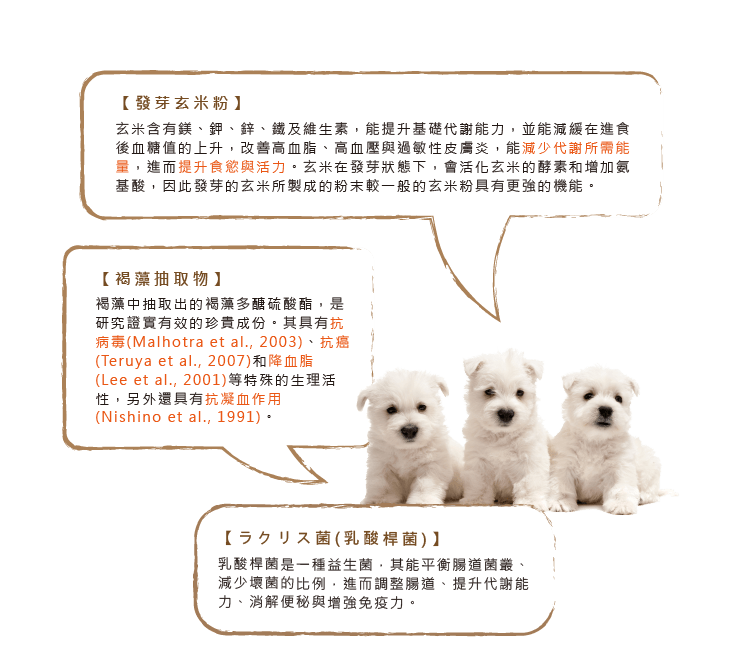 【發芽玄米粉】
玄米含有鎂、鉀、鋅、鐵及維生素，能提升基礎代謝能力，並能減緩在進食
後血糖值的上升，改善高血脂、高血壓與過敏性皮膚炎，能減少代謝所需能
量，進而提升食慾與活力。玄米在發芽狀態下，會活化玄米的酵素和增加氨
基酸，因此發芽的玄米所製成的粉末較一般的玄米粉具有更強的機能。
【褐藻抽取物】
褐藻中抽取出的褐藻多醣硫酸酯，是
研究證實有效的珍貴成份。其具有抗
病毒(Malhotra et al., 2003)、抗癌
(Teruya et al., 2007)和降血脂
(Lee et al., 2001)等特殊的生理活
性，另外還具有抗凝血作用
(Nishino et al., 1991)。
【ラクリス菌(乳酸桿菌)】
乳酸桿菌是一種益生菌，其能平衡腸道菌叢、
減少壞菌的比例，進而調整腸道、提升代謝能
力、消解便秘與增強免疫力。